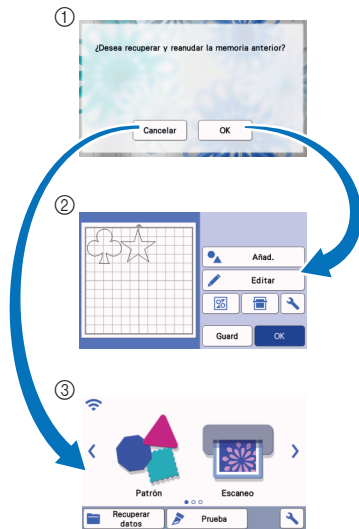 ①
¿Desea recuperar y reanudar la memoria anterior?
Cancelar OK
②
Añad.
Editar
Guard OK
③
Patrón Escaneo
Recuperar
datos
Prueba